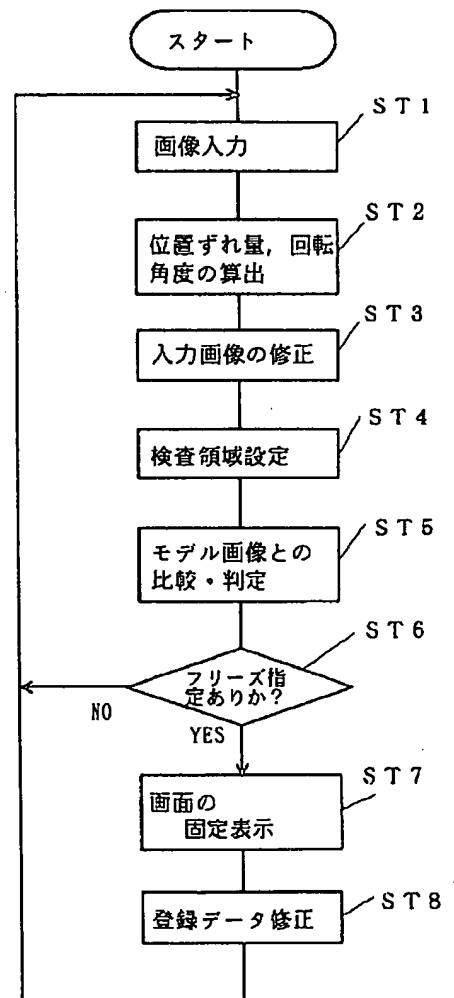 スタート
ST1
画像入力
ST2
位置ずれ量, 回転
角度の算出
ST3
入力画像の修正
ST4
検査領域設定
ST5
モデル画像との
比較・判定
ST6
フリーズ指
定ありか?
NO
YES
ST7
画面の
固定表示
ST8
登録データ修正